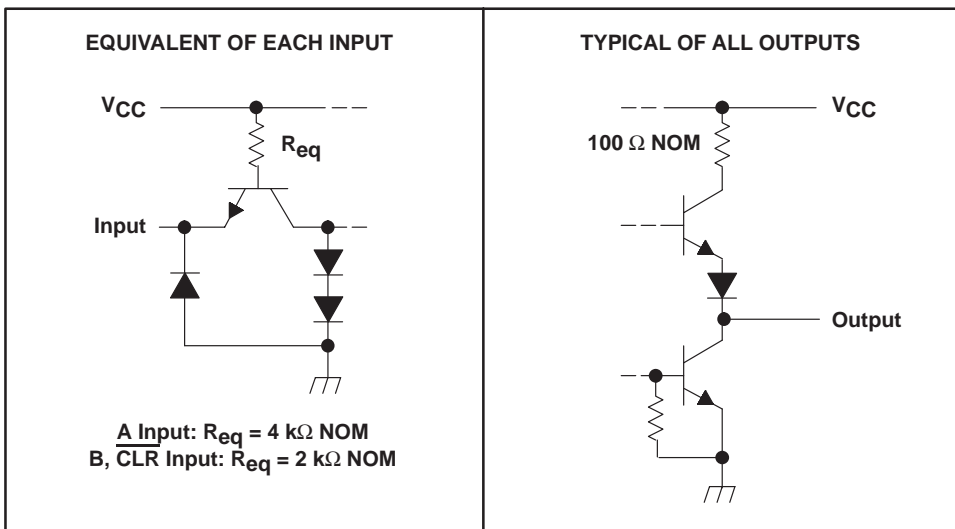 EQUIVALENT OF EACH INPUT
VCC
Req
Input
A Input: Req = 4 kΩ NOM
B, CLR Input: Req = 2 kΩ NOM
TYPICAL OF ALL OUTPUTS
VCC
100 Ω NOM
Output